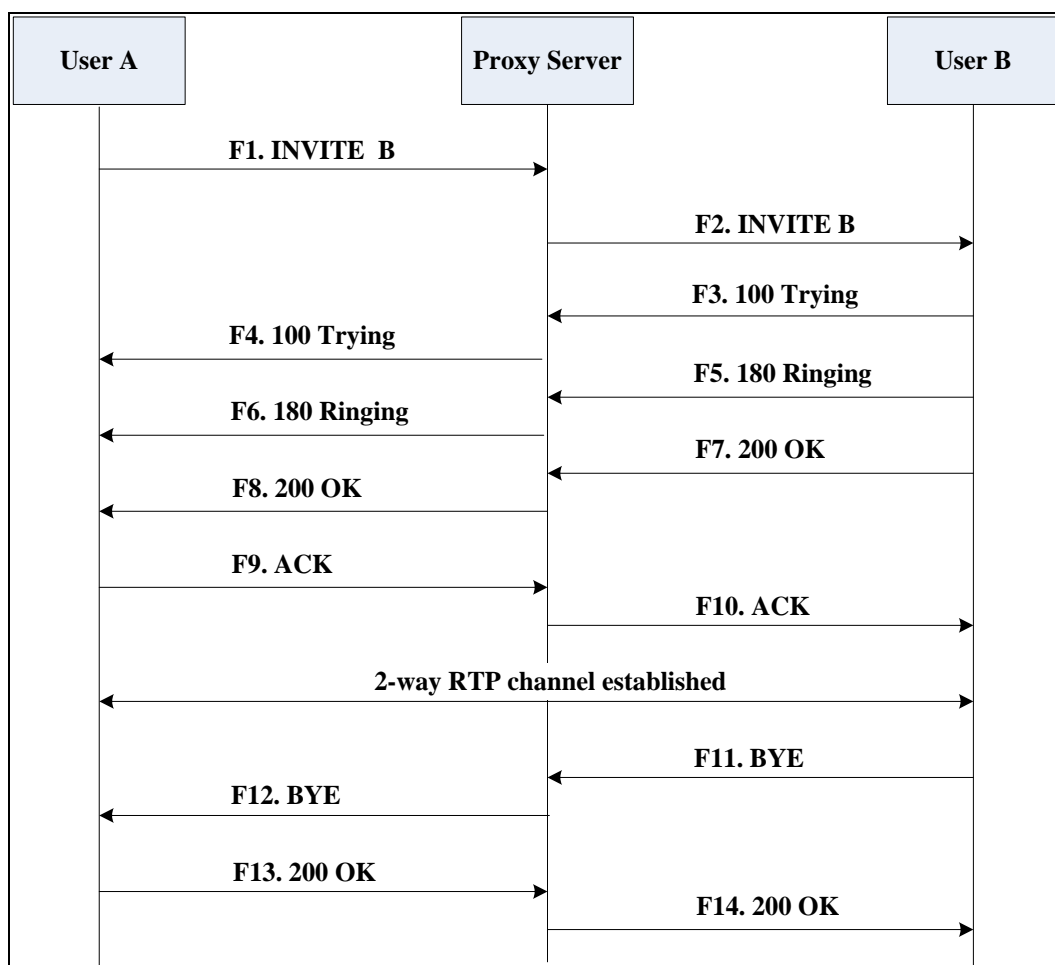 User A
Proxy Server
User B
F1. INVITE  B
F2. INVITE B
F3. 100 Trying
F4. 100 Trying
F5. 180 Ringing
F6. 180 Ringing
F7. 200 OK
F8. 200 OK
F9. ACK
F10. ACK
2-way RTP channel established
F11. BYE
F12. BYE
F13. 200 OK
F14. 200 OK